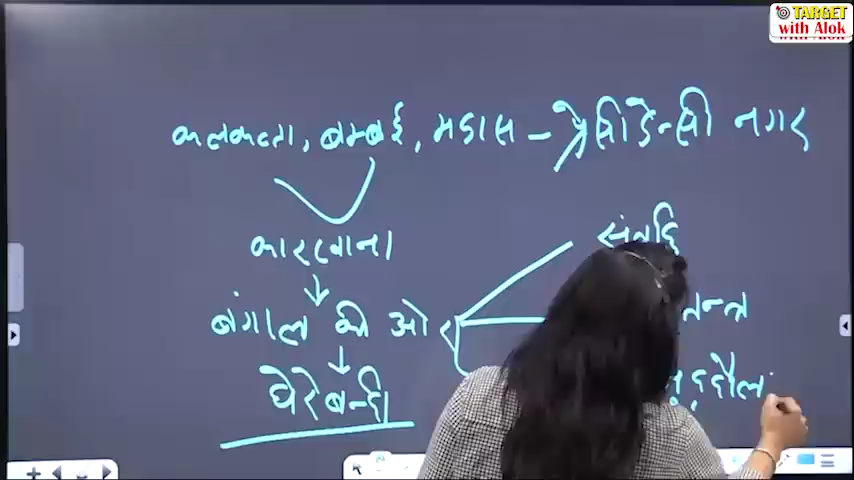 TARGET
with Alok
कलकत्ता, बम्बई, मद्रास - प्रेसीडेन्सी नगर
कारखाना
बंगाल की ओर
घेरेबन्दी